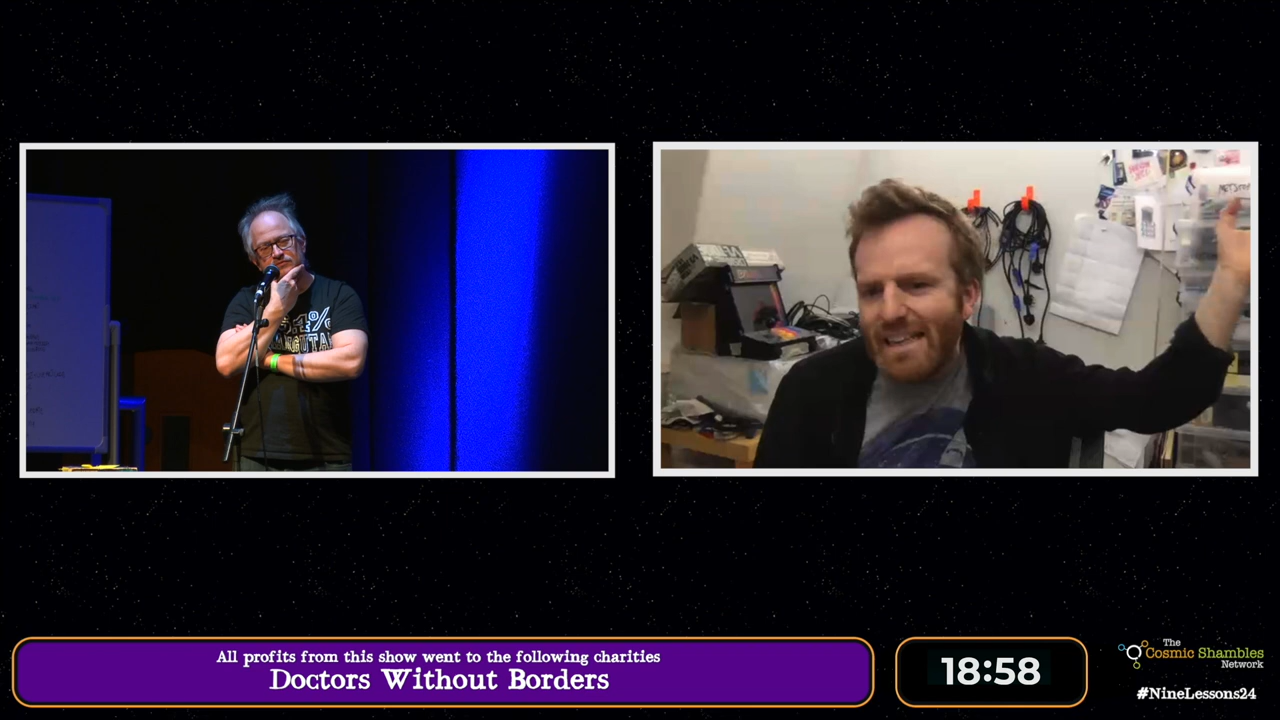 All profits from this show went to the following charities
Doctors Without Borders
18:58
The
Cosmic Shambles
Network
#NineLessons24